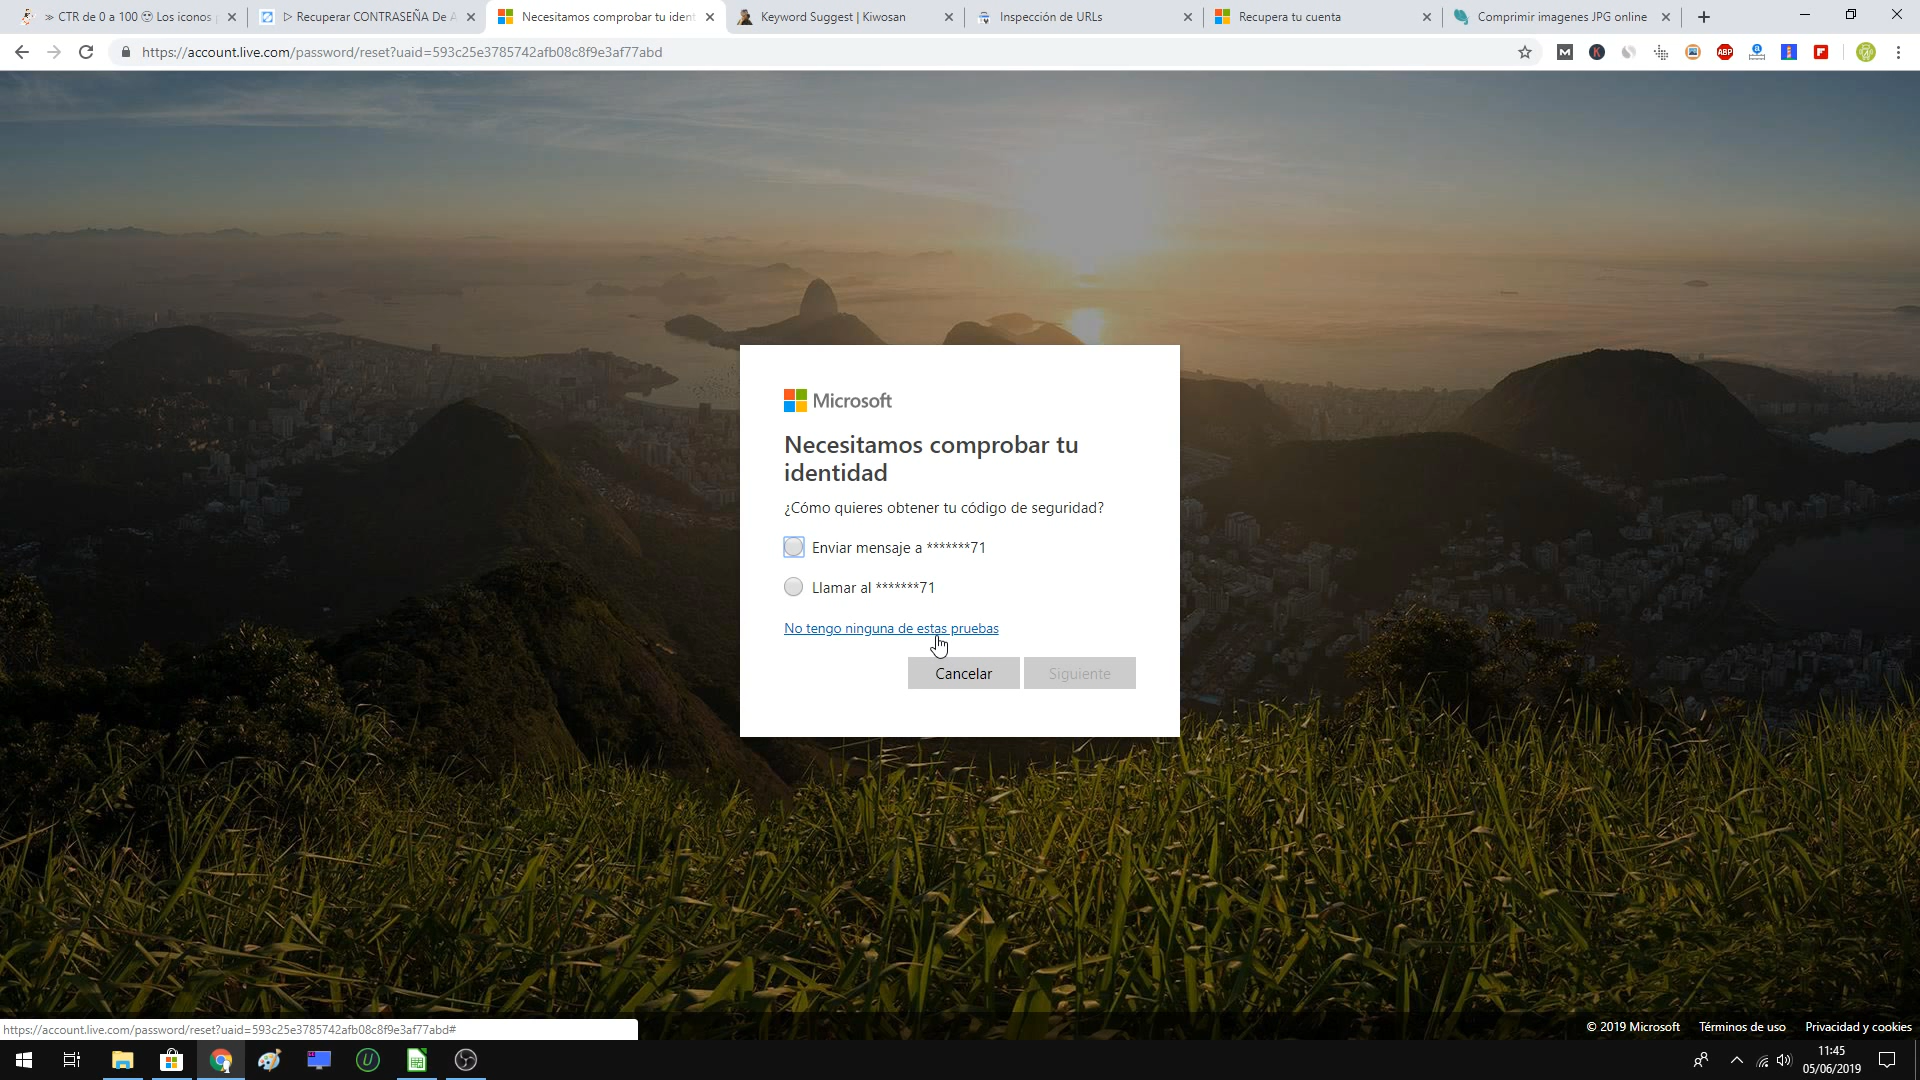 » CTR de 0 a 100 😍 Los iconos
▷ Recuperar CONTRASEÑA De
Necesitamos comprobar tu ident
Keyword Suggest | Kiwosan
Inspección de URLs
Recupera tu cuenta
Comprimir imagenes JPG online
https://account.live.com/password/reset?uaid=593c25e3785742afb08c8f9e3af77abd
Microsoft
Necesitamos comprobar tu
identidad
¿Cómo quieres obtener tu código de seguridad?
Enviar mensaje a *******71
Llamar al *******71
No tengo ninguna de estas pruebas
Cancelar
Siguiente
https://account.live.com/password/reset?uaid=593c25e3785742afb08c8f9e3af77abd#
© 2019 Microsoft Términos de uso Privacidad y cookies
11:45
05/06/2019